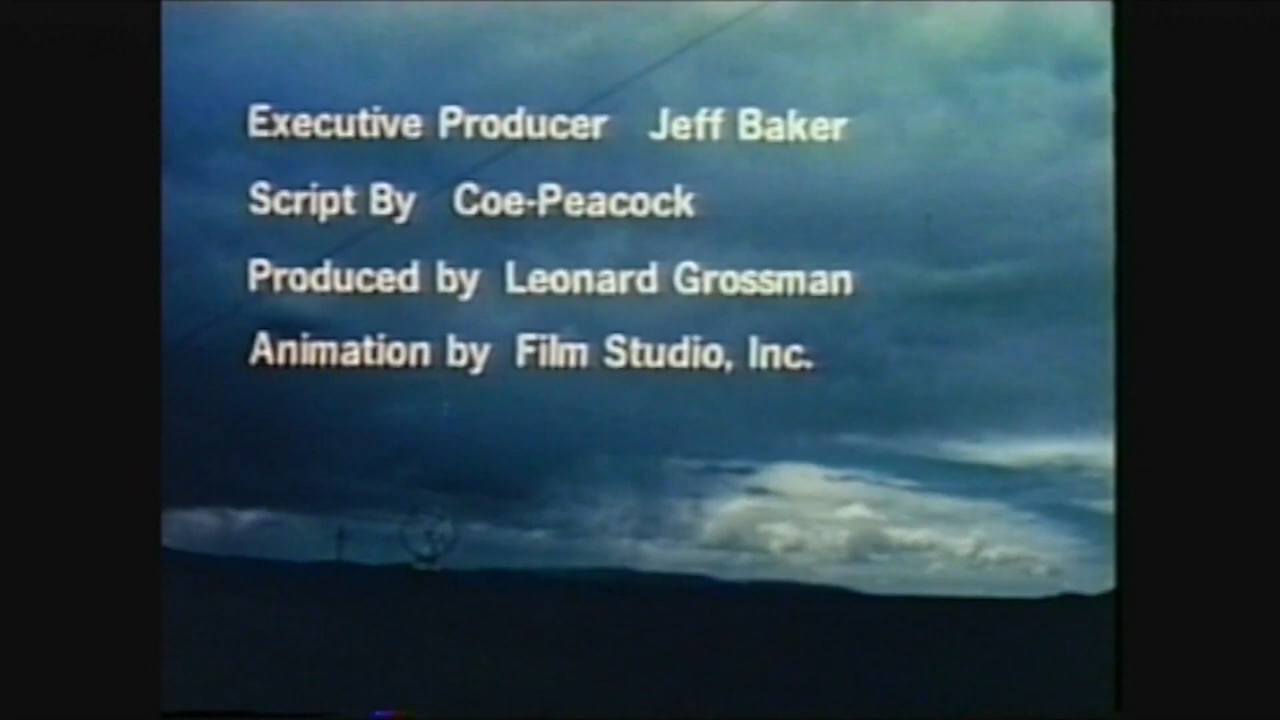 Executive Producer Jeff Baker
Script By Coe-Peacock
Produced by Leonard Grossman
Animation by Film Studio, Inc.